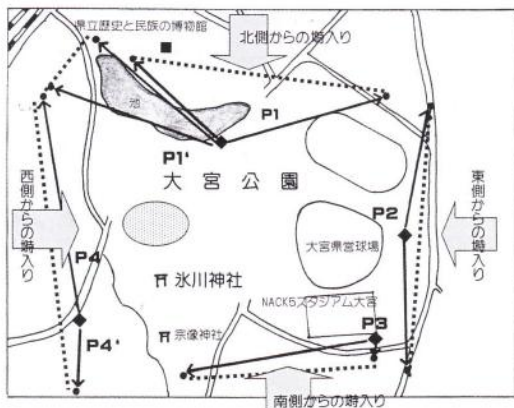 県立歴史と民族の博物館
北側からの塒入り
池
P1
P1'
大宮公園
西側からの塒入り
東側からの塒入り
P2
大宮県営球場
P4
氷川神社
NACK5スタジアム大宮
P3
宗像神社
P4'
南側からの塒入り